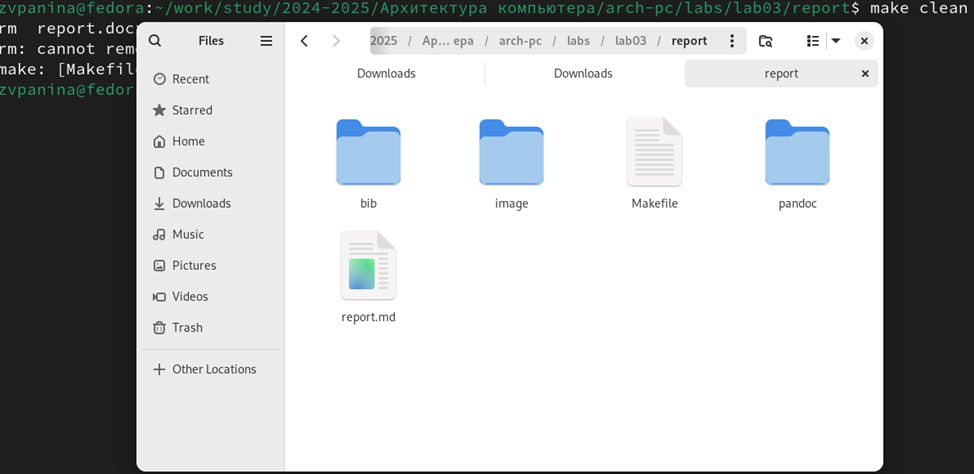 zvpanina@fedora:~/work/study/2024-2025/Архитектура компьютера/arch-pc/labs/lab03/report$ make clean
rm report.doc
rm: cannot rem
make: [Makefil
zvpanina@fedor
Files
2025 / Ар… ера / arch-pc / labs / lab03 / report
Downloads
Downloads
report
Recent
Starred
Home
Documents
Downloads
Music
Pictures
Videos
Trash
Other Locations
bib
image
Makefile
pandoc
report.md